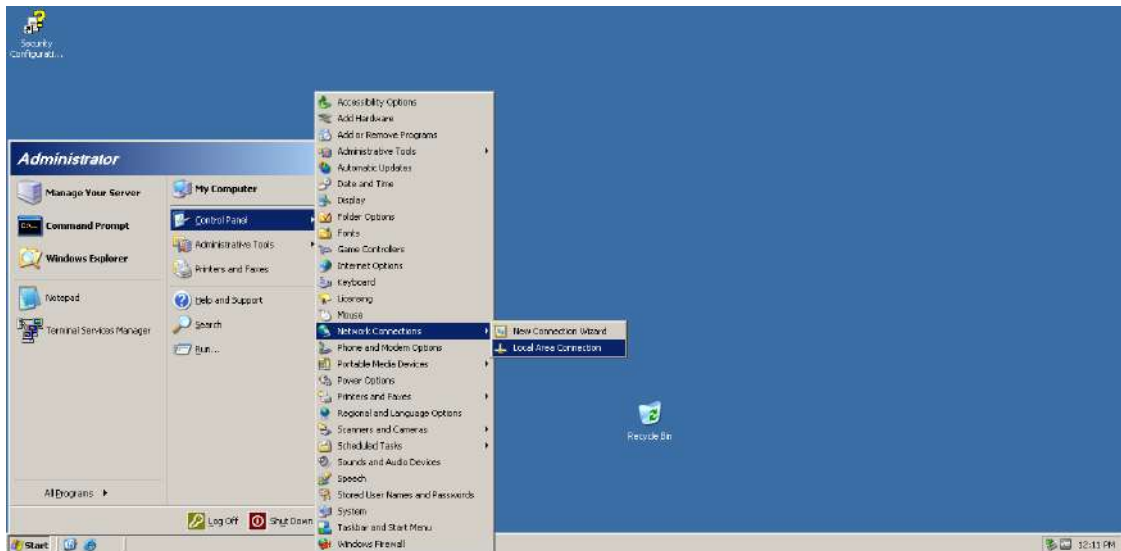 Security
Configurati...
Administrator
Manage Your Server
Command Prompt
Windows Explorer
Notepad
Terminal Services Manager
All Programs
My Computer
Control Panel
Administrative Tools
Printers and Faxes
Help and Support
Search
Run...
Log Off
Shut Down
Accessibility Options
Add Hardware
Add or Remove Programs
Administrative Tools
Automatic Updates
Date and Time
Display
Folder Options
Fonts
Game Controllers
Internet Options
Keyboard
Licensing
Mouse
Network Connections
Phone and Modem Options
Portable Media Devices
Power Options
Printers and Faxes
Regional and Language Options
Scanners and Cameras
Scheduled Tasks
Sounds and Audio Devices
Speech
Stored User Names and Passwords
System
Taskbar and Start Menu
Windows Firewall
New Connection Wizard
Local Area Connection
Recycle Bin
Start
12:11 PM